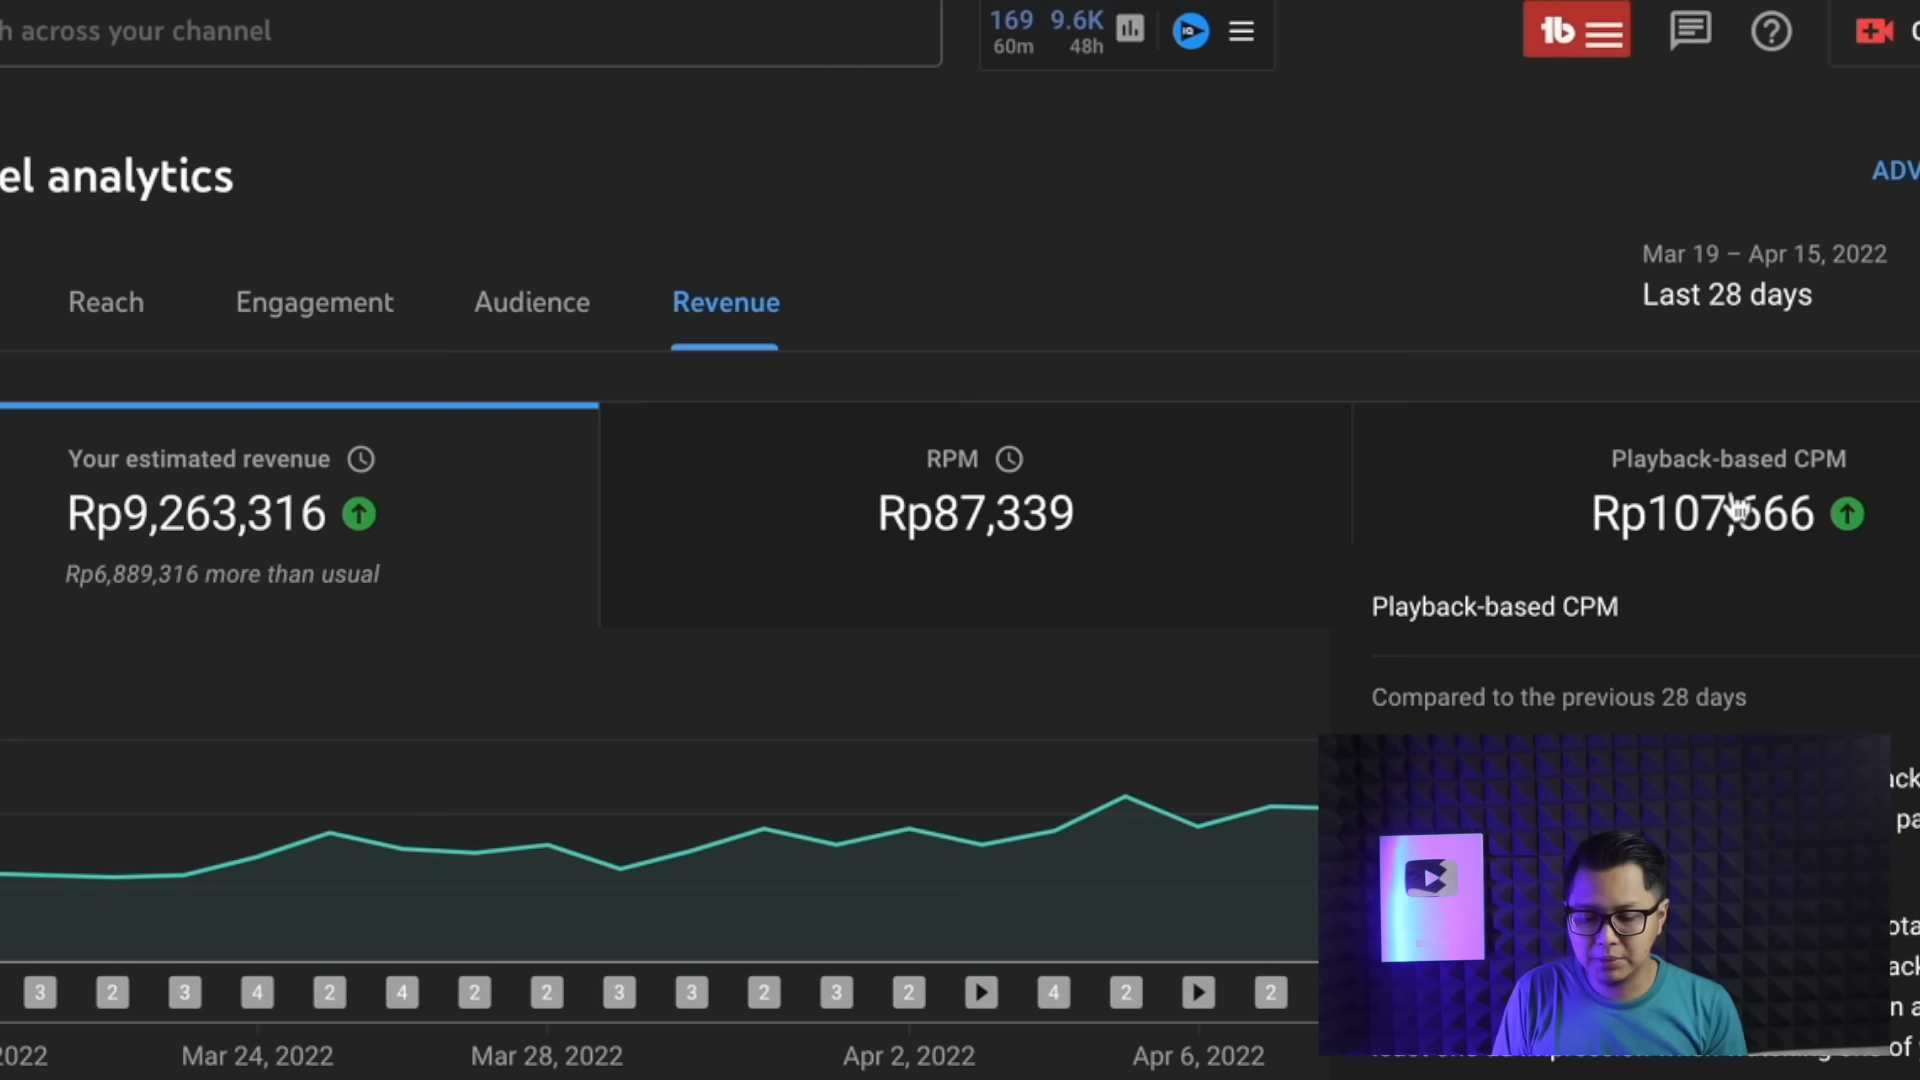 h across your channel
169 9.6K
60m 48h
tb
el analytics
ADV
Mar 19 – Apr 15, 2022
Last 28 days
Reach Engagement Audience Revenue
Your estimated revenue
Rp9,263,316
Rp6,889,316 more than usual
RPM
Rp87,339
Playback-based CPM
Rp107,666
Playback-based CPM
Compared to the previous 28 days
3 2 3 4 2 4 2 2 3 3 2 3 2 4 2 2
2022 Mar 24, 2022 Mar 28, 2022 Apr 2, 2022 Apr 6, 2022